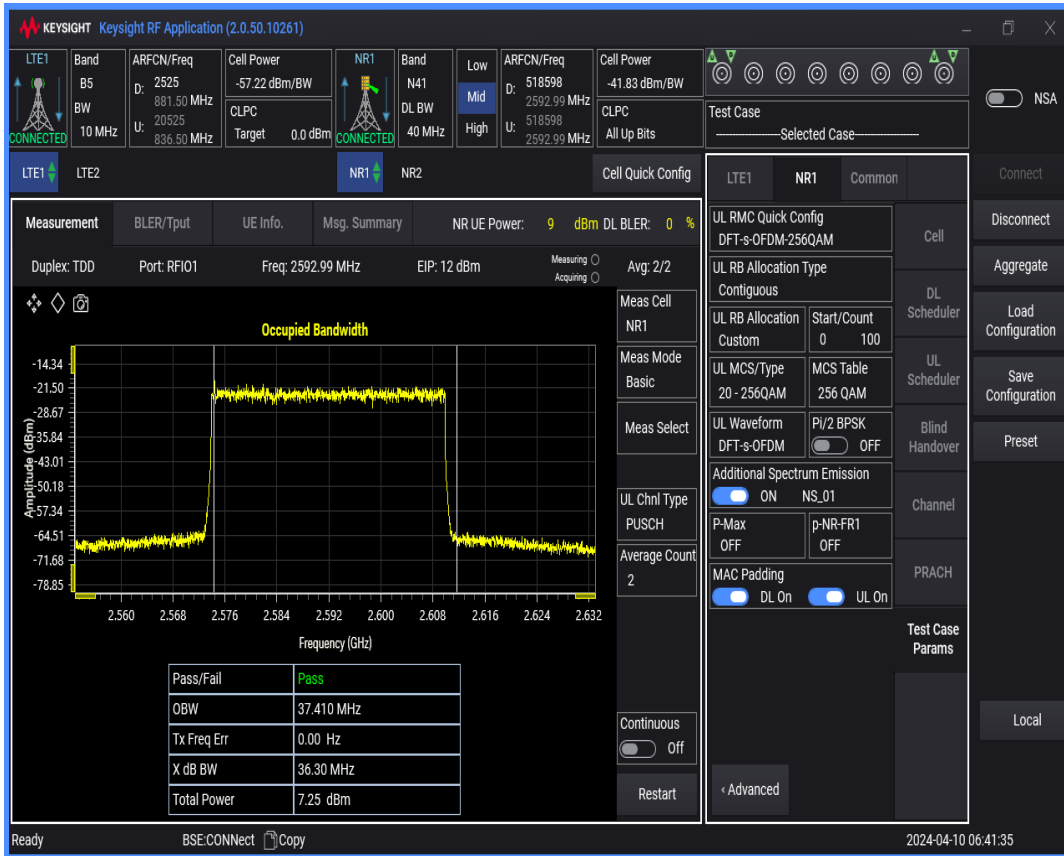 KEYSIGHT Keysight RF Application (2.0.50.10261)
LTE1 Band ARFCN/Freq Cell Power NR1 Band Low ARFCN/Freq Cell Power
B5 D: 2525 -57.22 dBm/BW N41 Mid D: 518598 -41.83 dBm/BW
881.50 MHz 2592.99 MHz
BW CLPC DL BW CLPC
CONNECTED 10 MHz U: 20525 Target 0.0 dBm CONNECTED 40 MHz High U: 518598 All Up Bits
836.50 MHz 2592.99 MHz
Test Case
--------------------Selected Case--------------------
NSA
LTE1 LTE2 NR1 NR2 Cell Quick Config
Measurement BLER/Tput UE Info. Msg. Summary NR UE Power: 9 dBm DL BLER: 0 %
Duplex: TDD Port: RFIO1 Freq: 2592.99 MHz EIP: 12 dBm Measuring Avg: 2/2
Acquiring
Occupied Bandwidth
Amplitude (dBm)
-14.34
-21.50
-28.67
-35.84
-43.01
-50.18
-57.34
-64.51
-71.68
-78.85
2.560 2.568 2.576 2.584 2.592 2.600 2.608 2.616 2.624 2.632
Frequency (GHz)
Pass/Fail Pass
OBW 37.410 MHz
Tx Freq Err 0.00 Hz
X dB BW 36.30 MHz
Total Power 7.25 dBm
Meas Cell
NR1
Meas Mode
Basic
Meas Select
UL Chnl Type
PUSCH
Average Count
2
Continuous
Off
Restart
LTE1 NR1 Common
UL RMC Quick Config
DFT-s-OFDM-256QAM
UL RB Allocation Type
Contiguous
UL RB Allocation Start/Count
Custom 0 100
UL MCS/Type MCS Table
20 - 256QAM 256 QAM
UL Waveform Pi/2 BPSK
DFT-s-OFDM OFF
Additional Spectrum Emission
ON NS_01
P-Max p-NR-FR1
OFF OFF
MAC Padding
DL On UL On
< Advanced
Cell
DL
Scheduler
UL
Scheduler
Blind
Handover
Channel
PRACH
Test Case
Params
Connect
Disconnect
Aggregate
Load
Configuration
Save
Configuration
Preset
Local
Ready BSE:CONNect Copy 2024-04-10 06:41:35